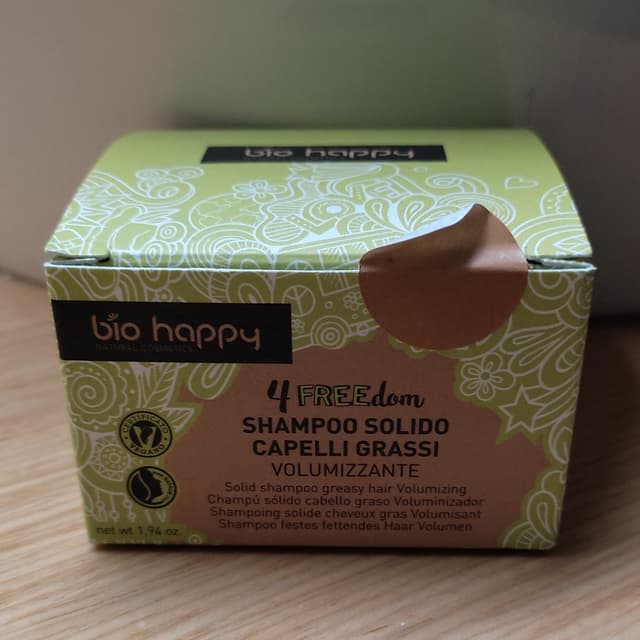 bio happy
bio happy
NATURAL COSMETICS
4 FREEdom
SHAMPOO SOLIDO
CAPELLI GRASSI
VOLUMIZZANTE
Solid shampoo greasy hair Volumizing
Champú sólido cabello graso Voluminizador
Shampoing solide cheveux gras Volumisant
Shampoo festes fettendes Haar Volumen
net wt 1,94 oz